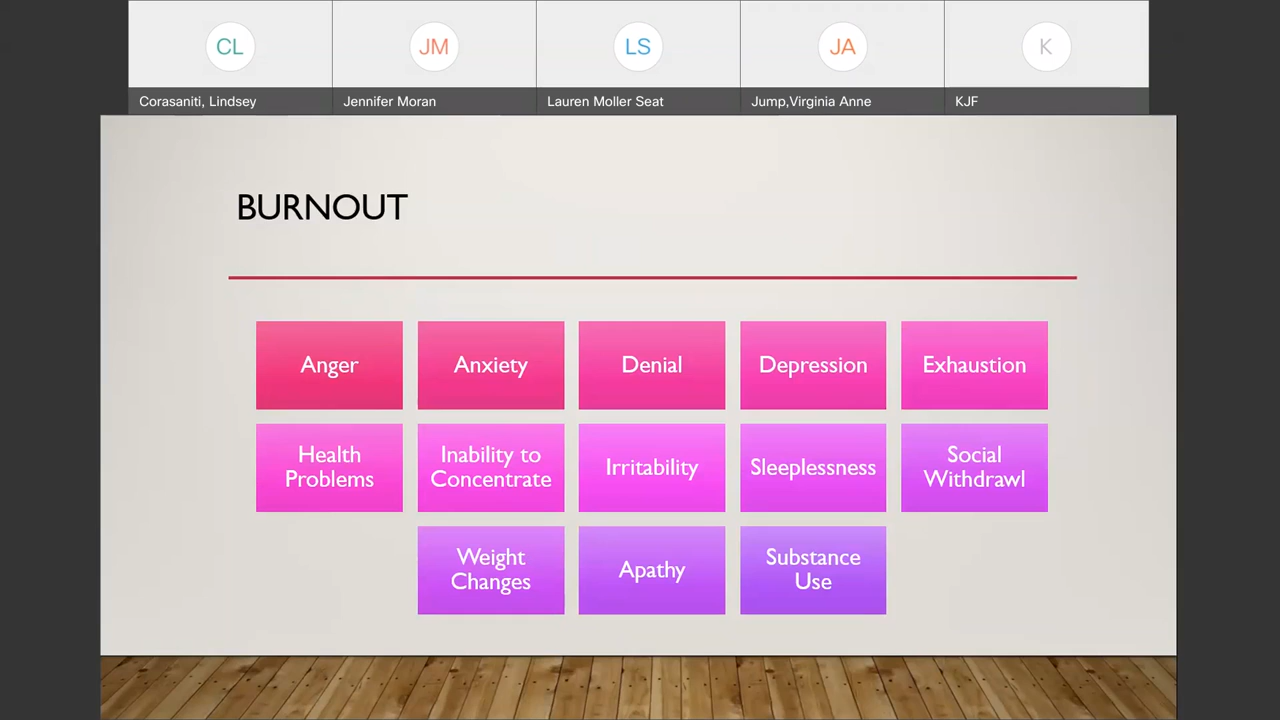 CL
JM
LS
JA
K
Corasaniti, Lindsey
Jennifer Moran
Lauren Moller Seat
Jump,Virginia Anne
KJF
BURNOUT
Anger
Anxiety
Denial
Depression
Exhaustion
Health
Problems
Inability to
Concentrate
Irritability
Sleeplessness
Social
Withdrawl
Weight
Changes
Apathy
Substance
Use